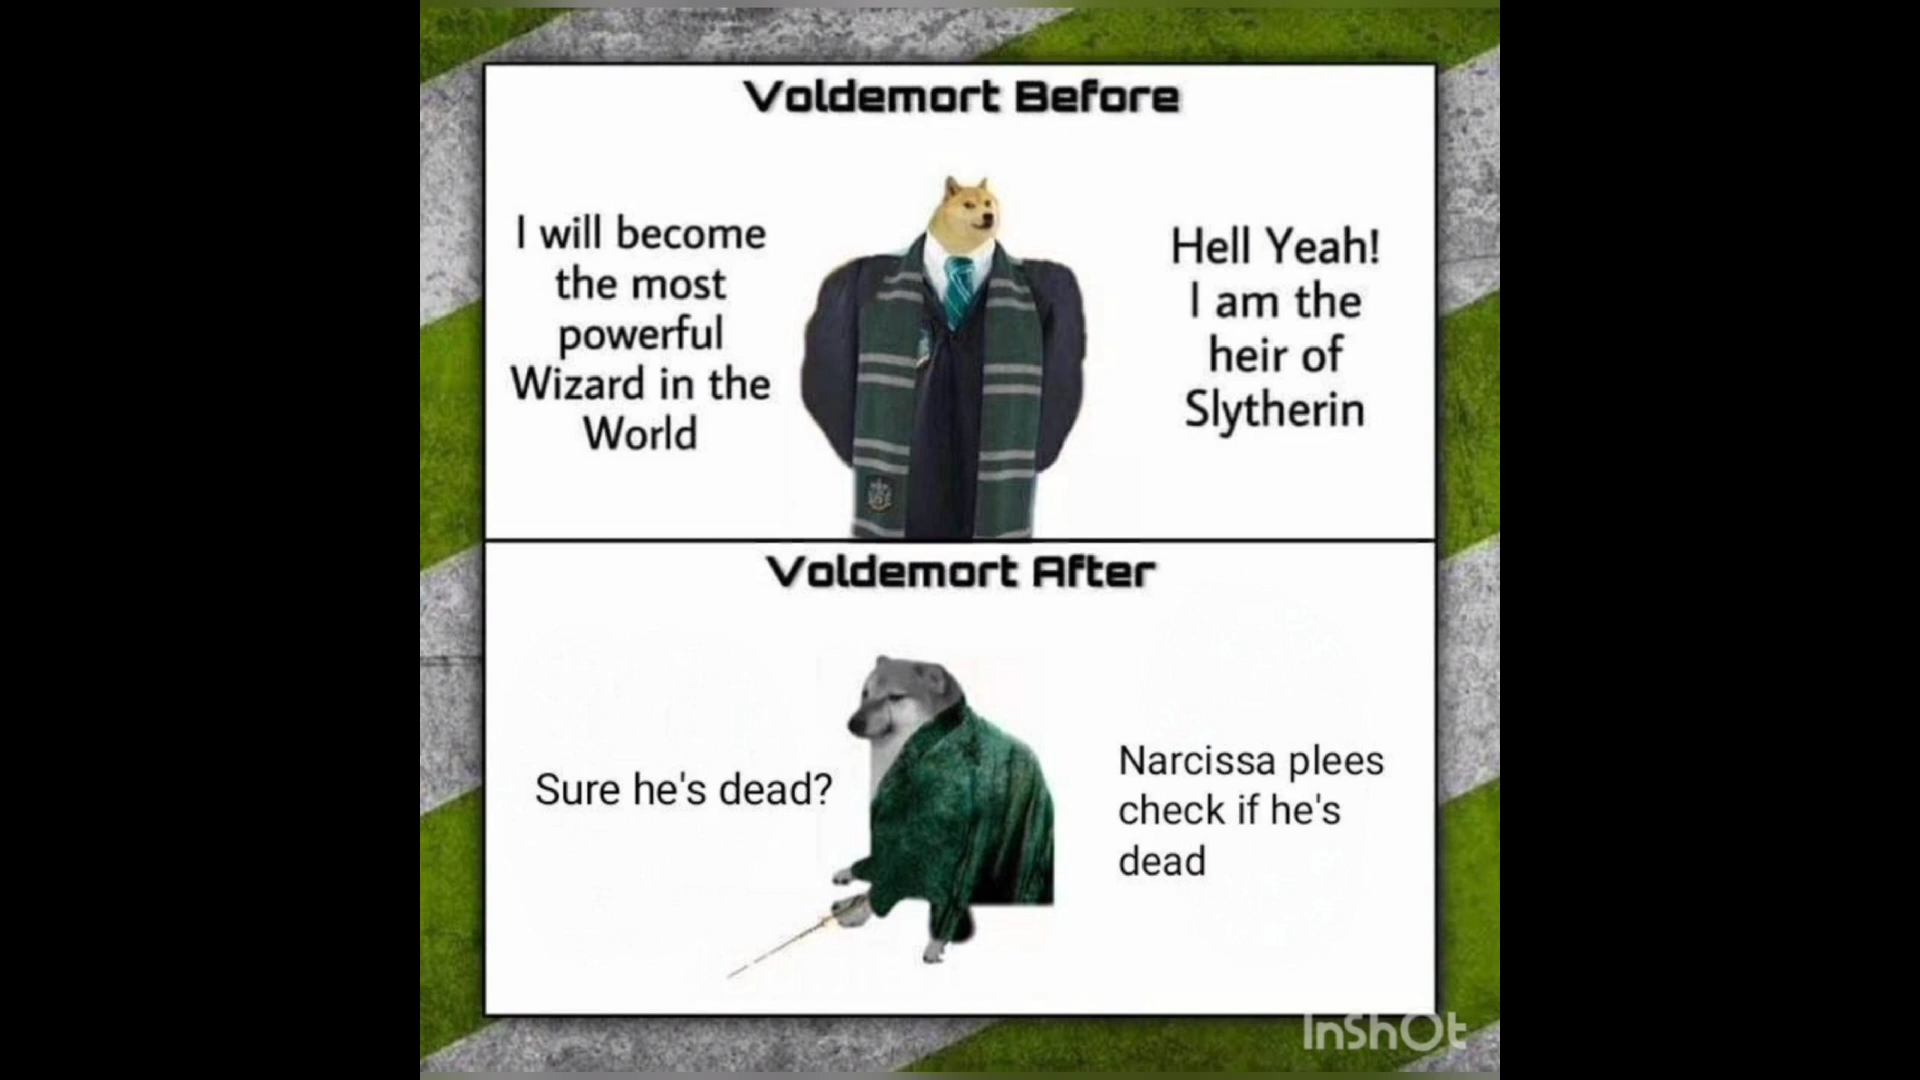 Voldemort Before
I will become
the most
powerful
Wizard in the
World
Hell Yeah!
I am the
heir of
Slytherin
Voldemort After
Sure he's dead?
Narcissa plees
check if he's
dead
InShOt